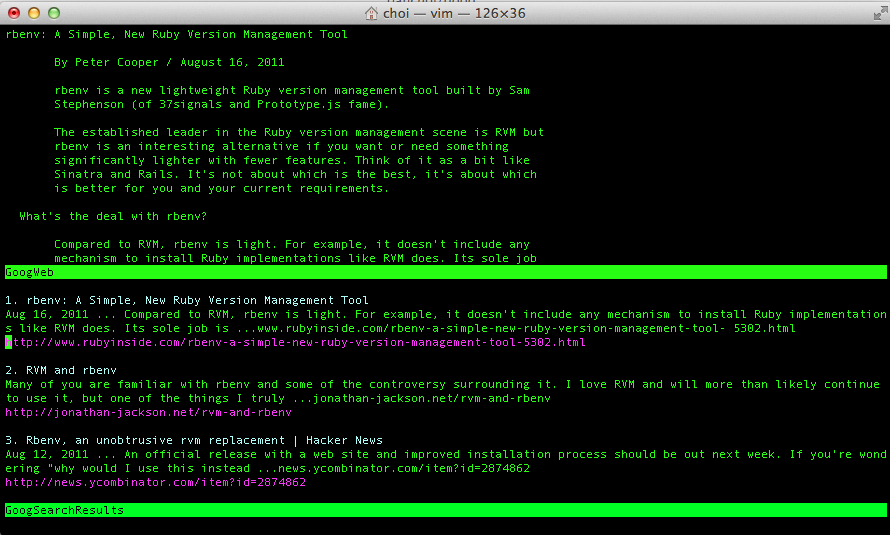 choi — vim — 126×36
rbenv: A Simple, New Ruby Version Management Tool
By Peter Cooper / August 16, 2011
rbenv is a new lightweight Ruby version management tool built by Sam
Stephenson (of 37signals and Prototype.js fame).
The established leader in the Ruby version management scene is RVM but
rbenv is an interesting alternative if you want or need something
significantly lighter with fewer features. Think of it as a bit like
Sinatra and Rails. It's not about which is the best, it's about which
is better for you and your current requirements.
What's the deal with rbenv?
Compared to RVM, rbenv is light. For example, it doesn't include any
mechanism to install Ruby implementations like RVM does. Its sole job
GoogWeb
1. rbenv: A Simple, New Ruby Version Management Tool
Aug 16, 2011 ... Compared to RVM, rbenv is light. For example, it doesn't include any mechanism to install Ruby implementation
s like RVM does. Its sole job is ...www.rubyinside.com/rbenv-a-simple-new-ruby-version-management-tool- 5302.html
http://www.rubyinside.com/rbenv-a-simple-new-ruby-version-management-tool-5302.html
2. RVM and rbenv
Many of you are familiar with rbenv and some of the controversy surrounding it. I love RVM and will more than likely continue
to use it, but one of the things I truly ...jonathan-jackson.net/rvm-and-rbenv
http://jonathan-jackson.net/rvm-and-rbenv
3. Rbenv, an unobtrusive rvm replacement | Hacker News
Aug 12, 2011 ... An official release with a web site and improved installation process should be out next week. If you're wond
ering "why would I use this instead ...news.ycombinator.com/item?id=2874862
http://news.ycombinator.com/item?id=2874862
GoogSearchResults